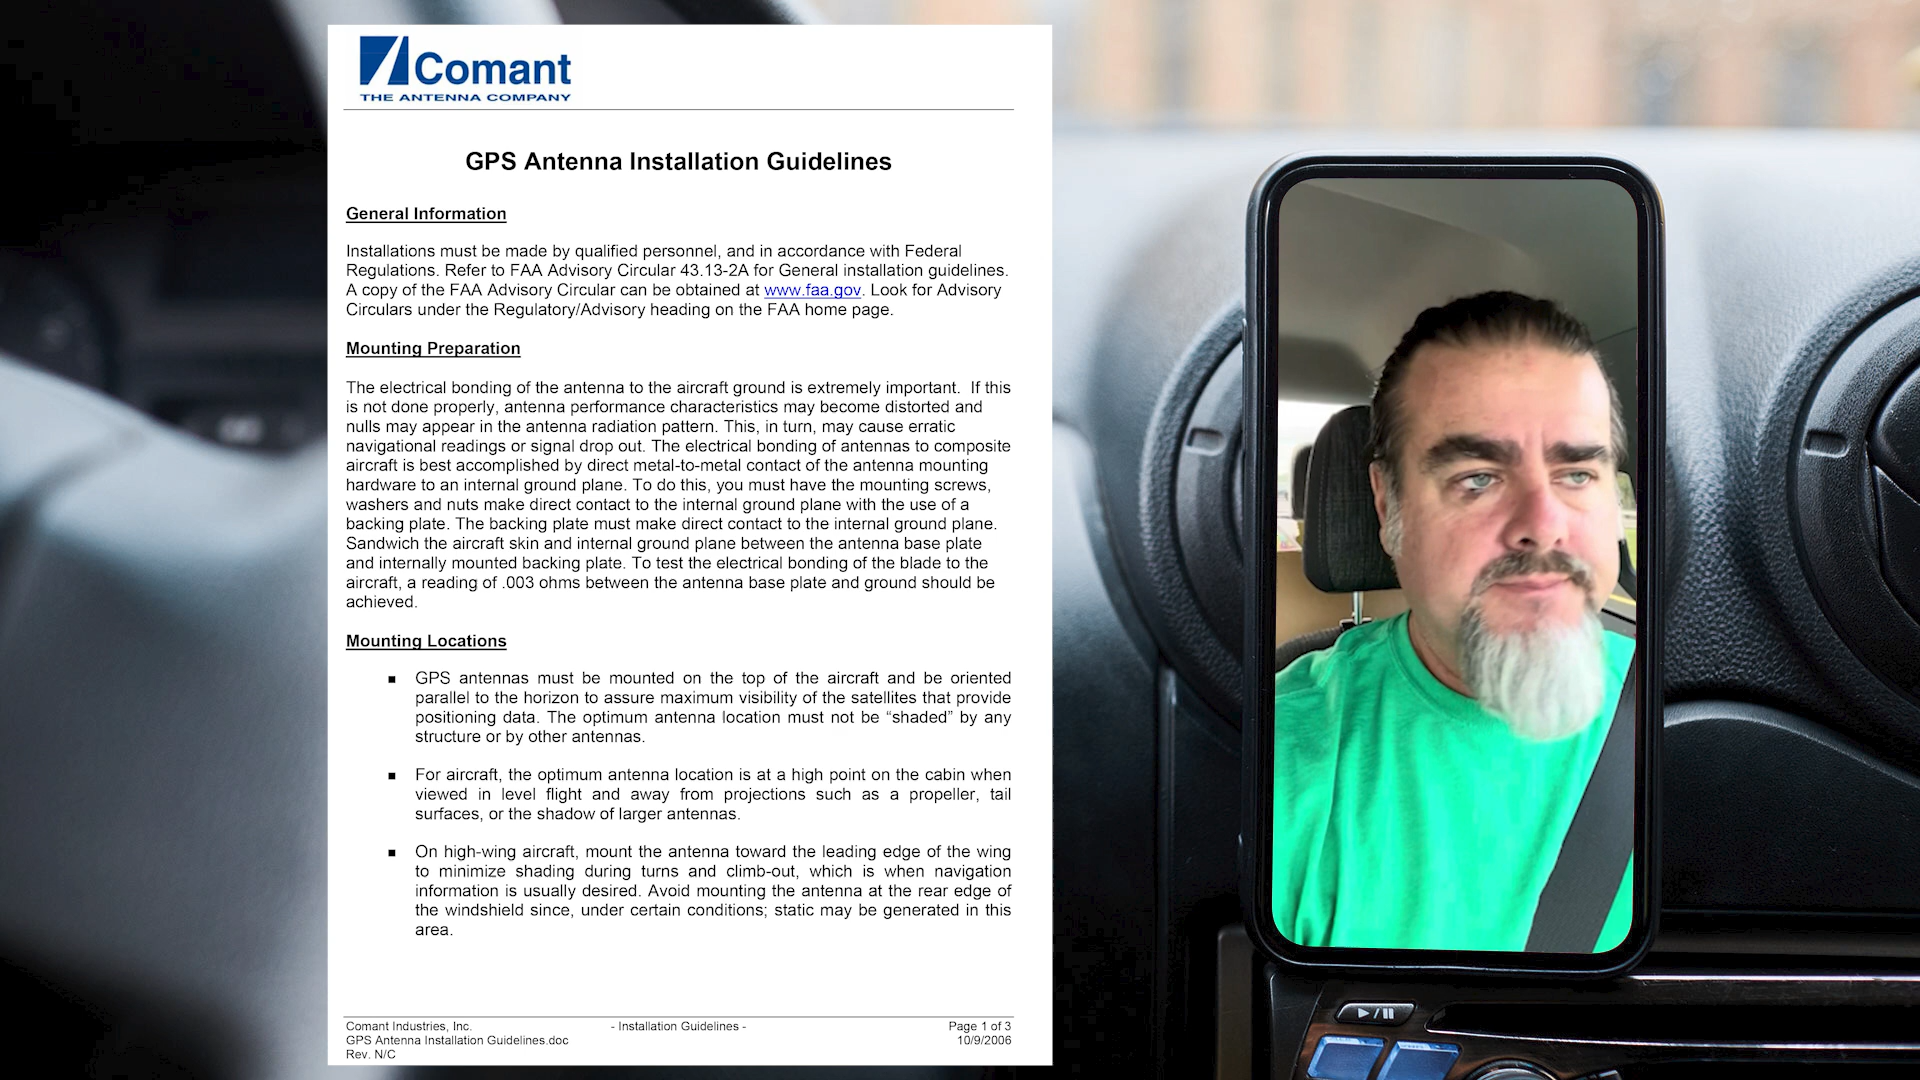 Comant
THE ANTENNA COMPANY
GPS Antenna Installation Guidelines
General Information
Installations must be made by qualified personnel, and in accordance with Federal
Regulations. Refer to FAA Advisory Circular 43.13-2A for General installation guidelines.
A copy of the FAA Advisory Circular can be obtained at www.faa.gov. Look for Advisory
Circulars under the Regulatory/Advisory heading on the FAA home page.
Mounting Preparation
The electrical bonding of the antenna to the aircraft ground is extremely important.  If this
is not done properly, antenna performance characteristics may become distorted and
nulls may appear in the antenna radiation pattern. This, in turn, may cause erratic
navigational readings or signal drop out. The electrical bonding of antennas to composite
aircraft is best accomplished by direct metal-to-metal contact of the antenna mounting
hardware to an internal ground plane. To do this, you must have the mounting screws,
washers and nuts make direct contact to the internal ground plane with the use of a
backing plate. The backing plate must make direct contact to the internal ground plane.
Sandwich the aircraft skin and internal ground plane between the antenna base plate
and internally mounted backing plate. To test the electrical bonding of the blade to the
aircraft, a reading of .003 ohms between the antenna base plate and ground should be
achieved.
Mounting Locations
▪ GPS antennas must be mounted on the top of the aircraft and be oriented
parallel to the horizon to assure maximum visibility of the satellites that provide
positioning data. The optimum antenna location must not be “shaded” by any
structure or by other antennas.
▪ For aircraft, the optimum antenna location is at a high point on the cabin when
viewed in level flight and away from projections such as a propeller, tail
surfaces, or the shadow of larger antennas.
▪ On high-wing aircraft, mount the antenna toward the leading edge of the wing
to minimize shading during turns and climb-out, which is when navigation
information is usually desired. Avoid mounting the antenna at the rear edge of
the windshield since, under certain conditions; static may be generated in this
area.
Comant Industries, Inc. - Installation Guidelines - Page 1 of 3
GPS Antenna Installation Guidelines.doc 10/9/2006
Rev. N/C